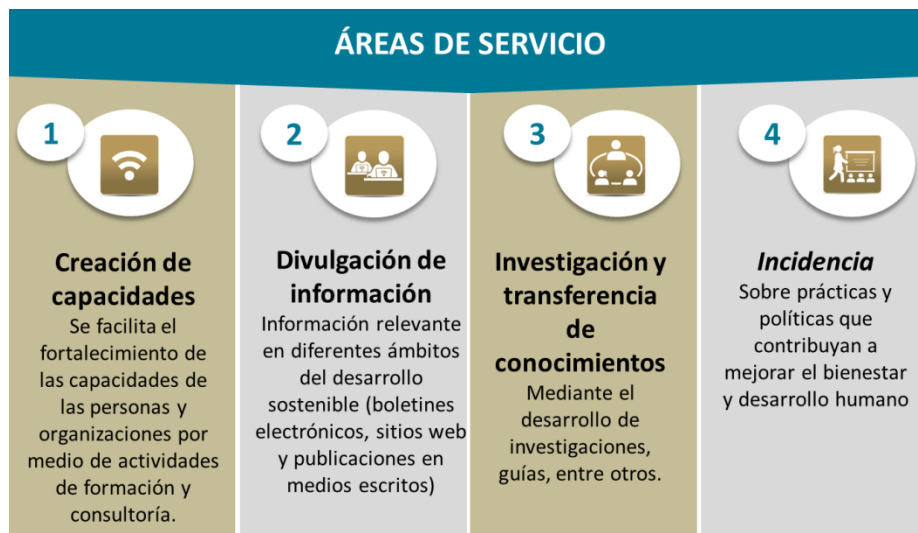 ÁREAS DE SERVICIO
1
Creación de
capacidades
Se facilita el
fortalecimiento de
las capacidades de
las personas y
organizaciones por
medio de actividades
de formación y
consultoría.
2
Divulgación de
información
Información relevante
en diferentes ámbitos
del desarrollo
sostenible (boletines
electrónicos, sitios web
y publicaciones en
medios escritos)
3
Investigación y
transferencia
de
conocimientos
Mediante el
desarrollo de
investigaciones,
guías, entre otros.
4
Incidencia
Sobre prácticas y
políticas que
contribuyan a
mejorar el bienestar
y desarrollo humano